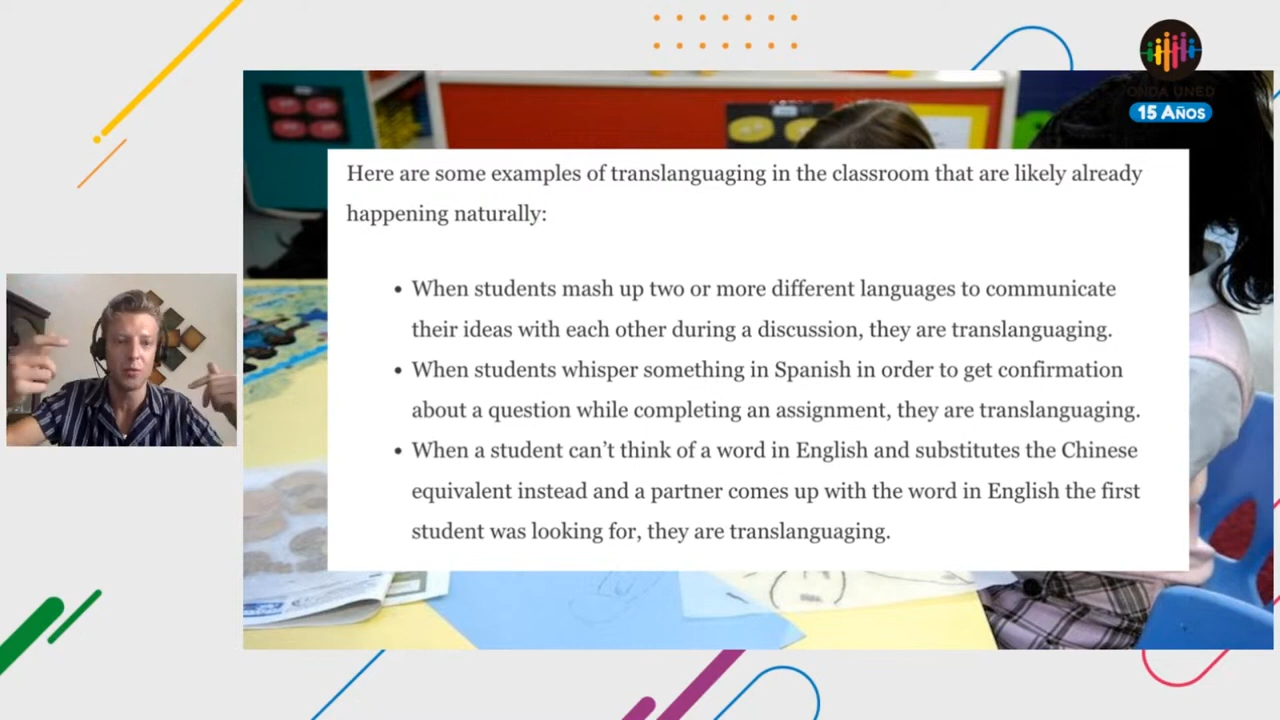 ONDA UNED
15 AÑOS
Here are some examples of translanguaging in the classroom that are likely already
happening naturally:
• When students mash up two or more different languages to communicate
their ideas with each other during a discussion, they are translanguaging.
• When students whisper something in Spanish in order to get confirmation
about a question while completing an assignment, they are translanguaging.
• When a student can’t think of a word in English and substitutes the Chinese
equivalent instead and a partner comes up with the word in English the first
student was looking for, they are translanguaging.